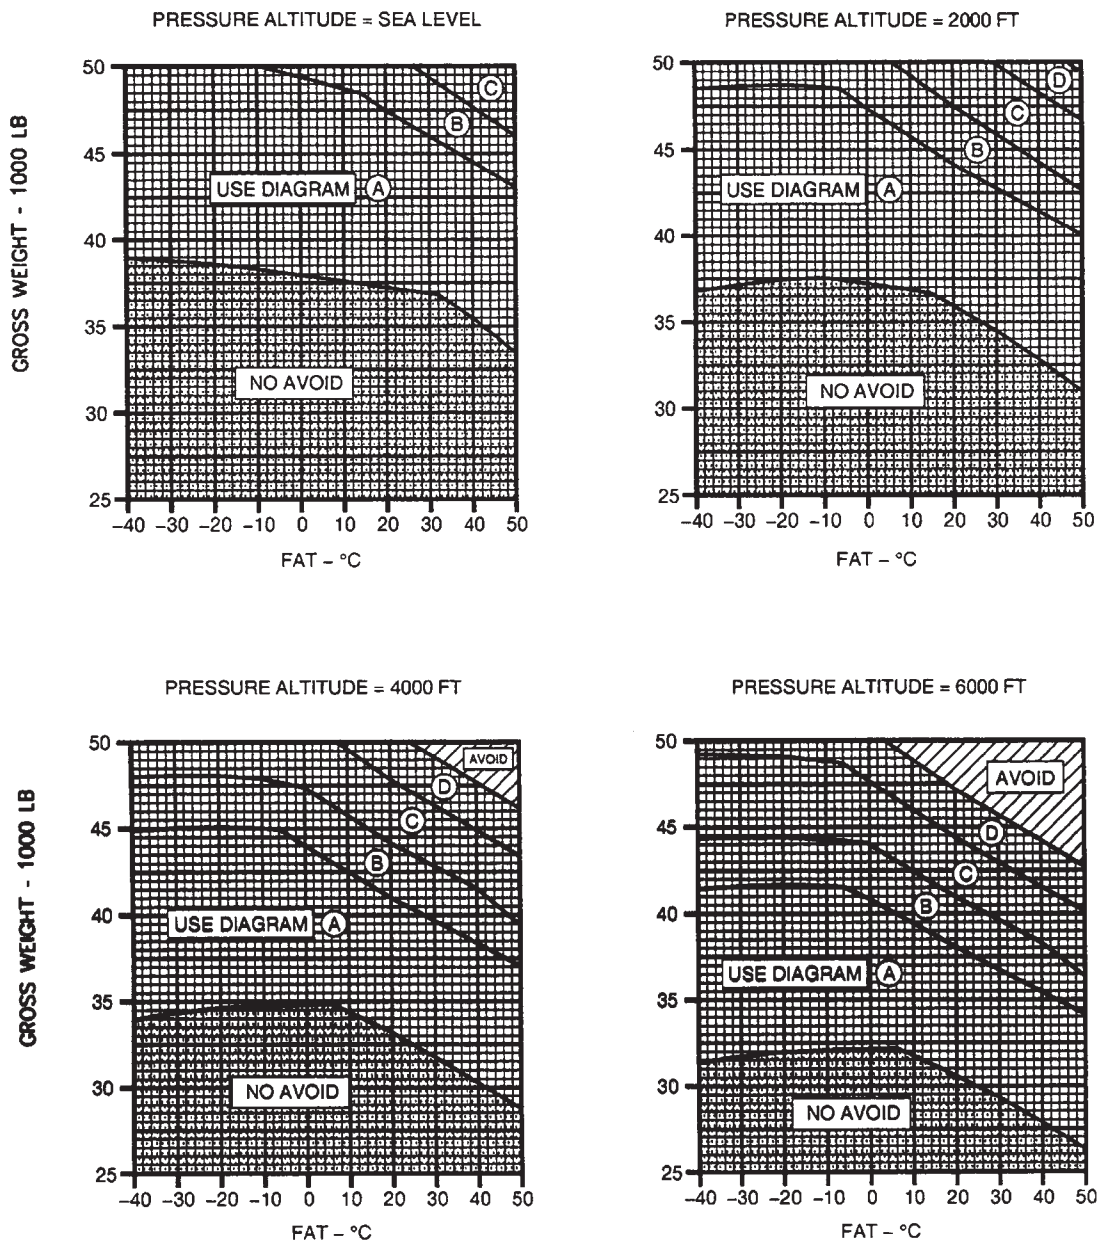 PRESSURE ALTITUDE = SEA LEVEL
GROSS WEIGHT - 1000 LB
50
45
40
35
30
25
C
B
USE DIAGRAM A
NO AVOID
-40 -30 -20 -10 0 10 20 30 40 50
FAT - °C
PRESSURE ALTITUDE = 2000 FT
50
45
40
35
30
25
D
C
B
USE DIAGRAM A
NO AVOID
-40 -30 -20 -10 0 10 20 30 40 50
FAT - °C
PRESSURE ALTITUDE = 4000 FT
GROSS WEIGHT - 1000 LB
50
45
40
35
30
25
AVOID
D
C
B
USE DIAGRAM A
NO AVOID
-40 -30 -20 -10 0 10 20 30 40 50
FAT - °C
PRESSURE ALTITUDE = 6000 FT
50
45
40
35
30
25
AVOID
D
C
B
USE DIAGRAM A
NO AVOID
-40 -30 -20 -10 0 10 20 30 40 50
FAT - °C